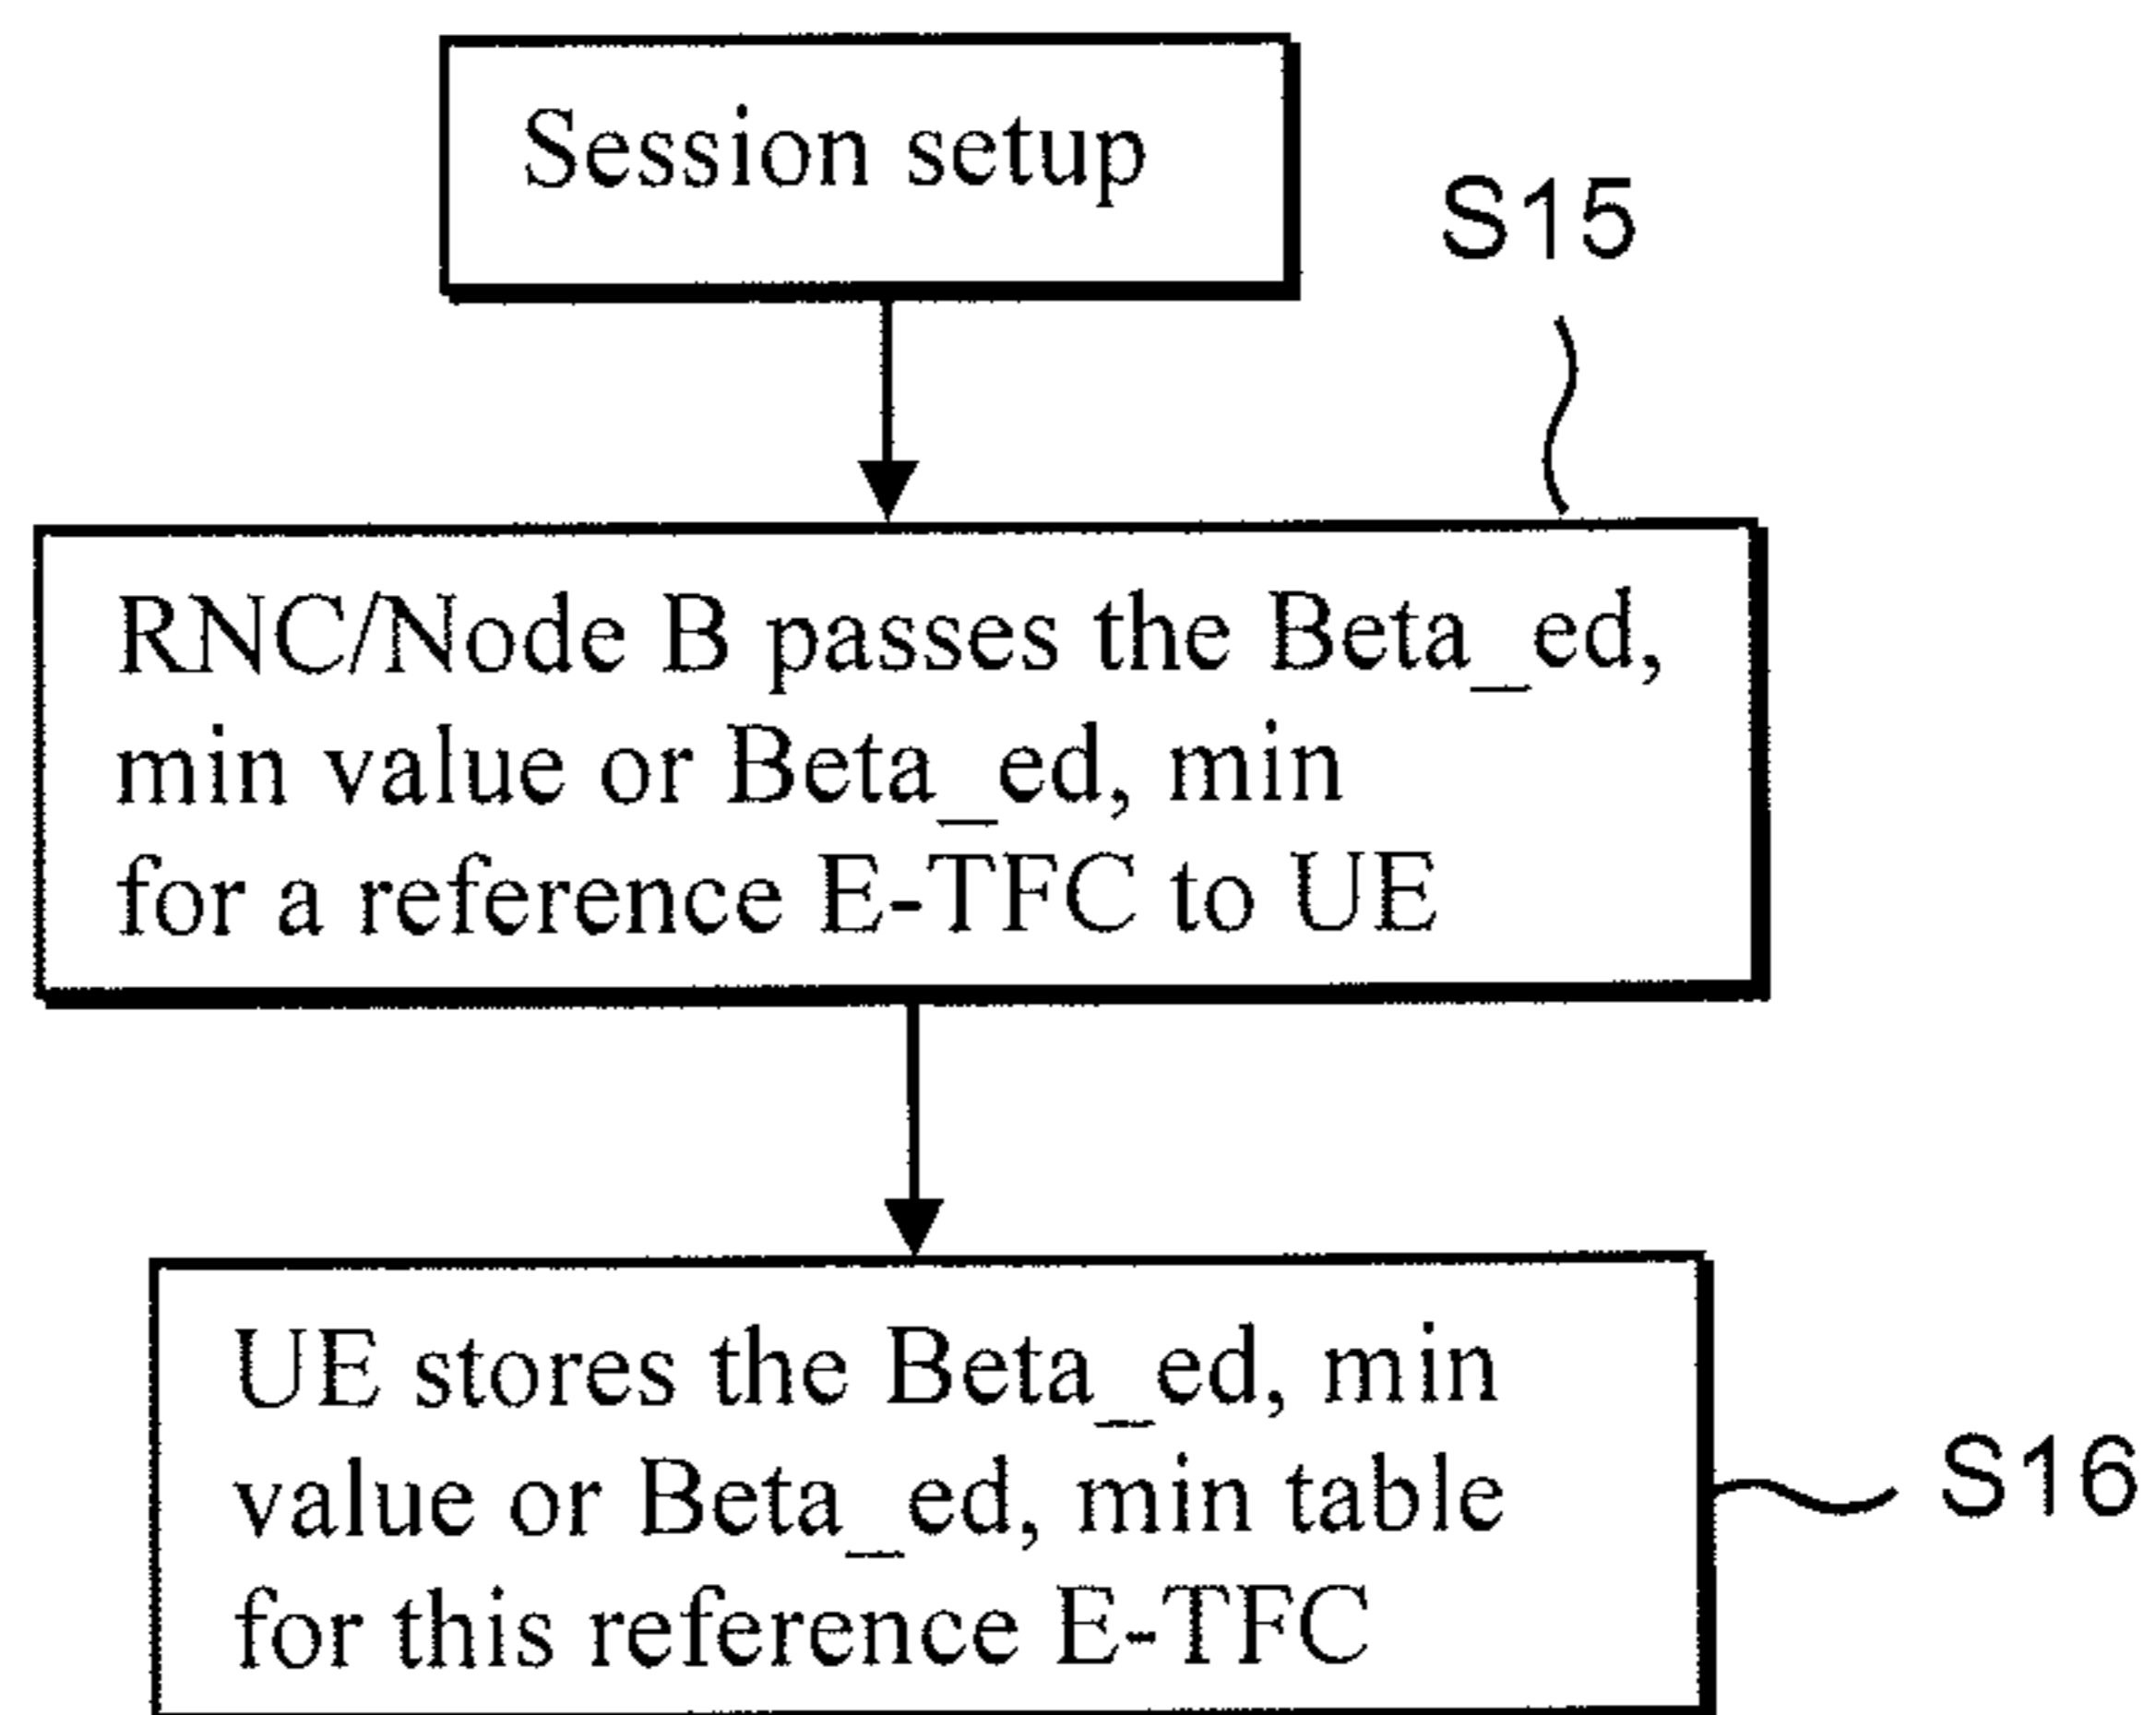 Session setup
S15
RNC/Node B passes the Beta_ed,
min value or Beta_ed, min
for a reference E-TFC to UE
UE stores the Beta_ed, min
value or Beta_ed, min table
for this reference E-TFC
S16